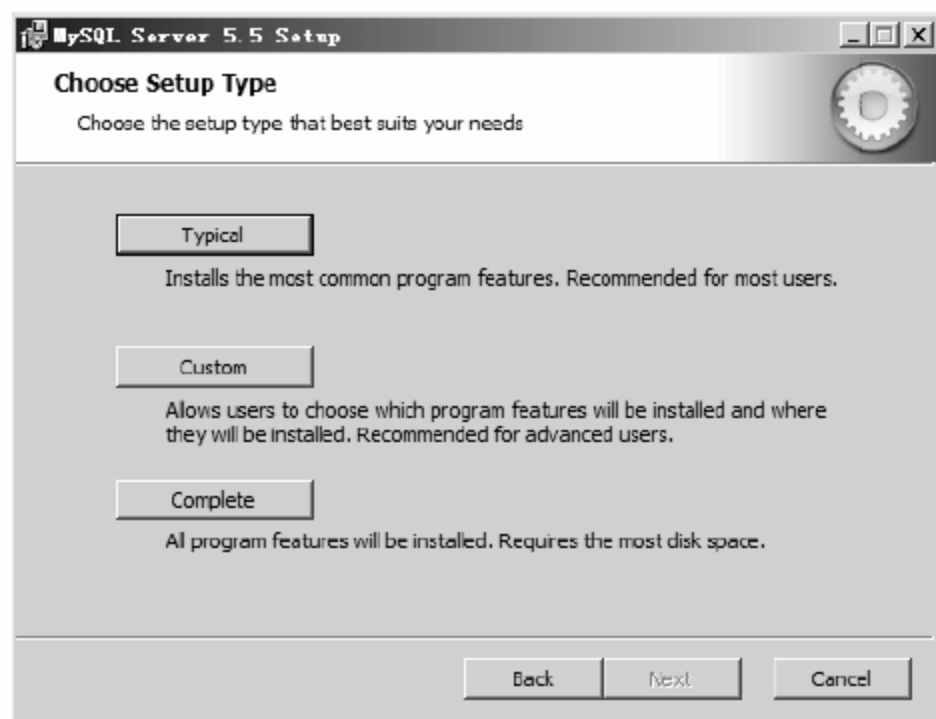 MySQL Server 5.5 Setup
Choose Setup Type
Choose the setup type that best suits your needs
Typical
Installs the most common program features. Recommended for most users.
Custom
Allows users to choose which program features will be installed and where
they will be installed. Recommended for advanced users.
Complete
All program features will be installed. Requires the most disk space.
Back
Next
Cancel